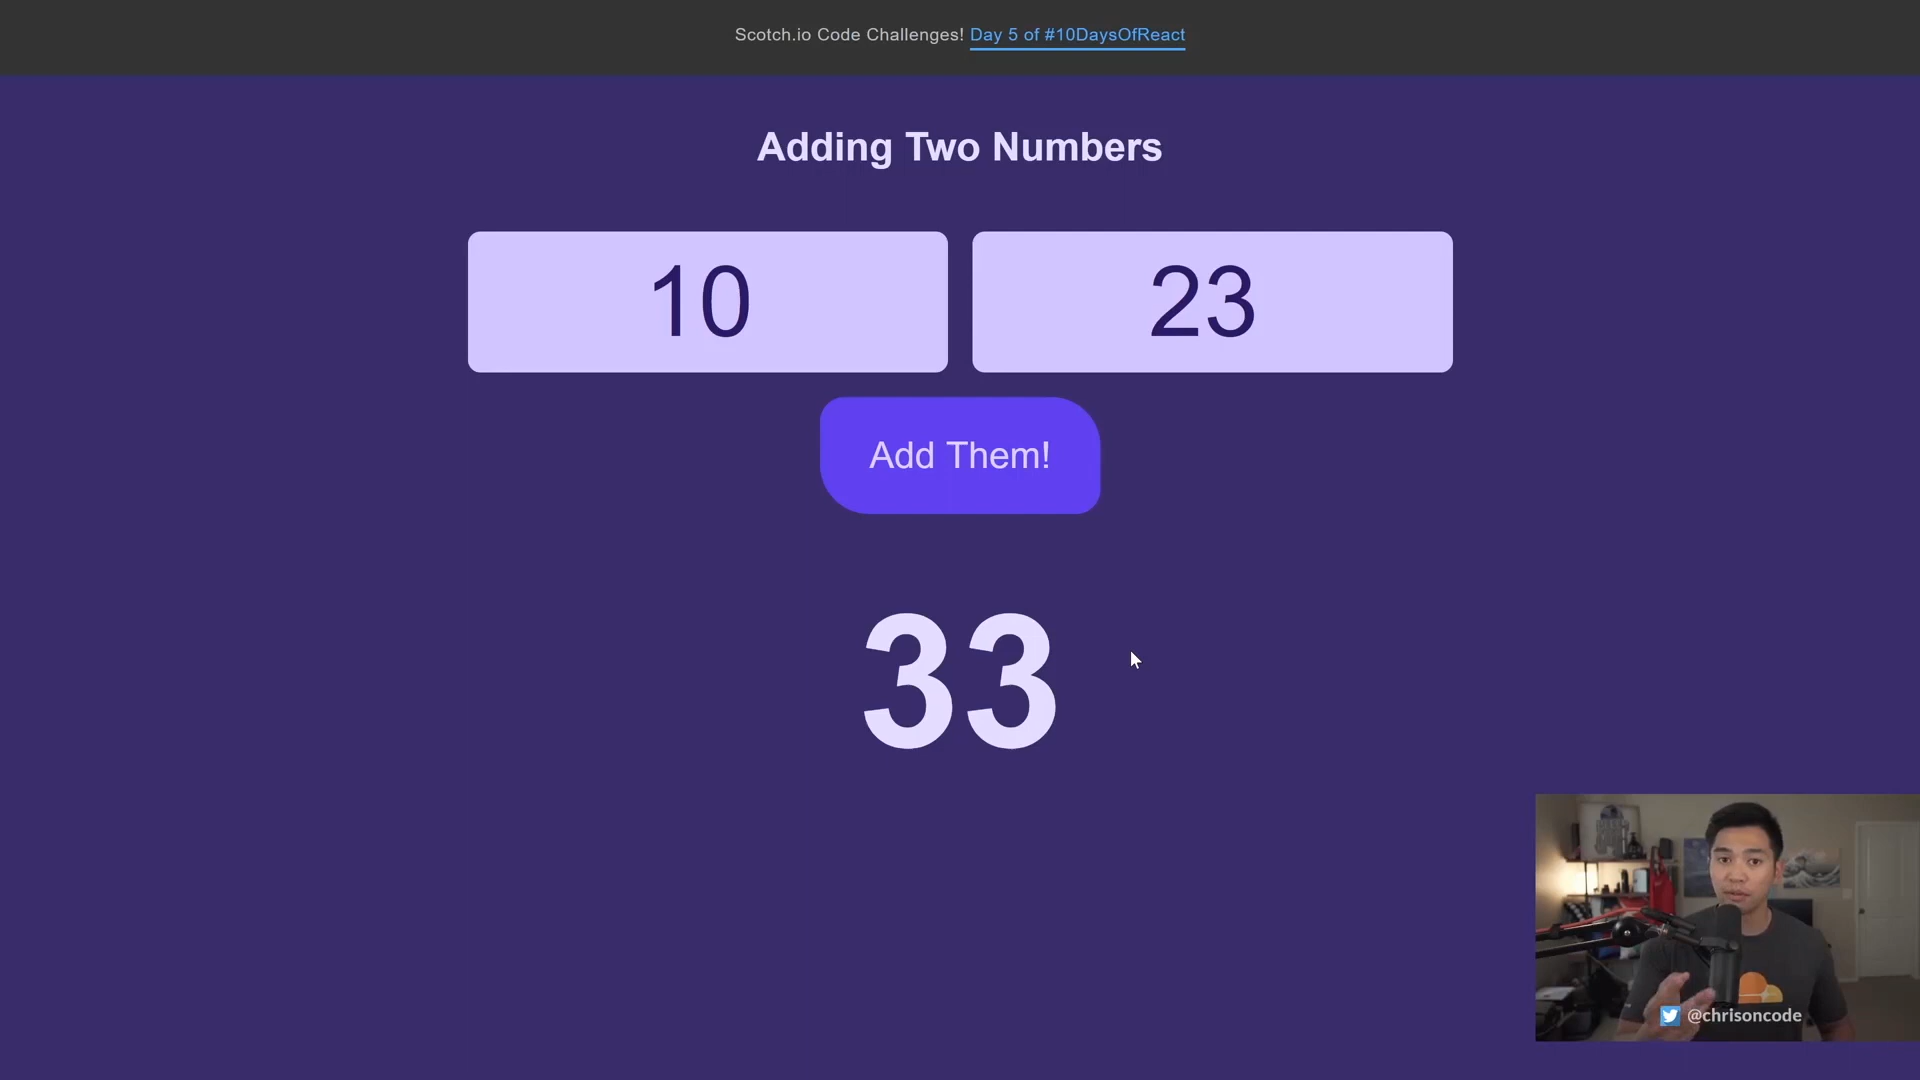 Scotch.io Code Challenges! Day 5 of #10DaysOfReact
Adding Two Numbers
10 23
Add Them!
33
@chrisoncode